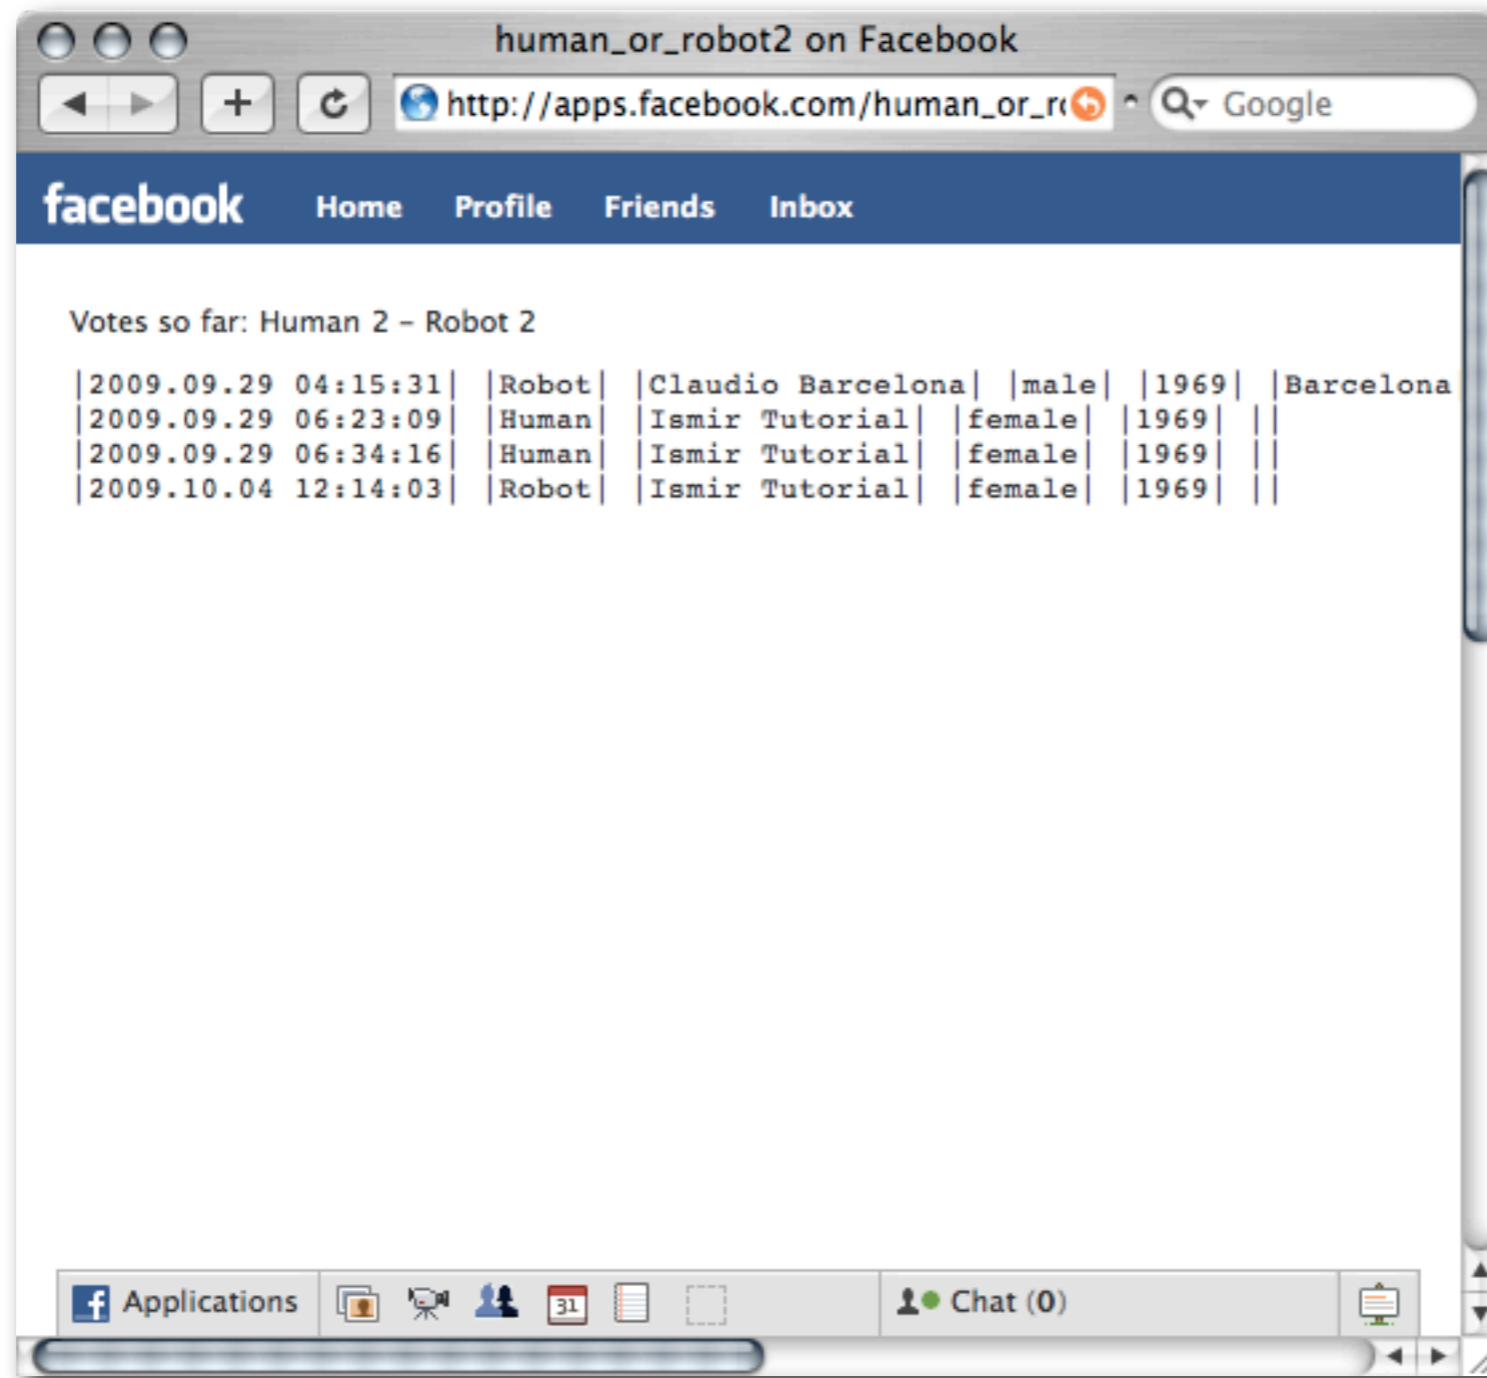 human_or_robot2 on Facebook
http://apps.facebook.com/human_or_ro Google
facebook Home Profile Friends Inbox
Votes so far: Human 2 – Robot 2
|2009.09.29 04:15:31| |Robot| |Claudio Barcelona| |male| |1969| |Barcelona|
|2009.09.29 06:23:09| |Human| |Ismir Tutorial| |female| |1969| ||
|2009.09.29 06:34:16| |Human| |Ismir Tutorial| |female| |1969| ||
|2009.10.04 12:14:03| |Robot| |Ismir Tutorial| |female| |1969| ||
f Applications 31 Chat (0)